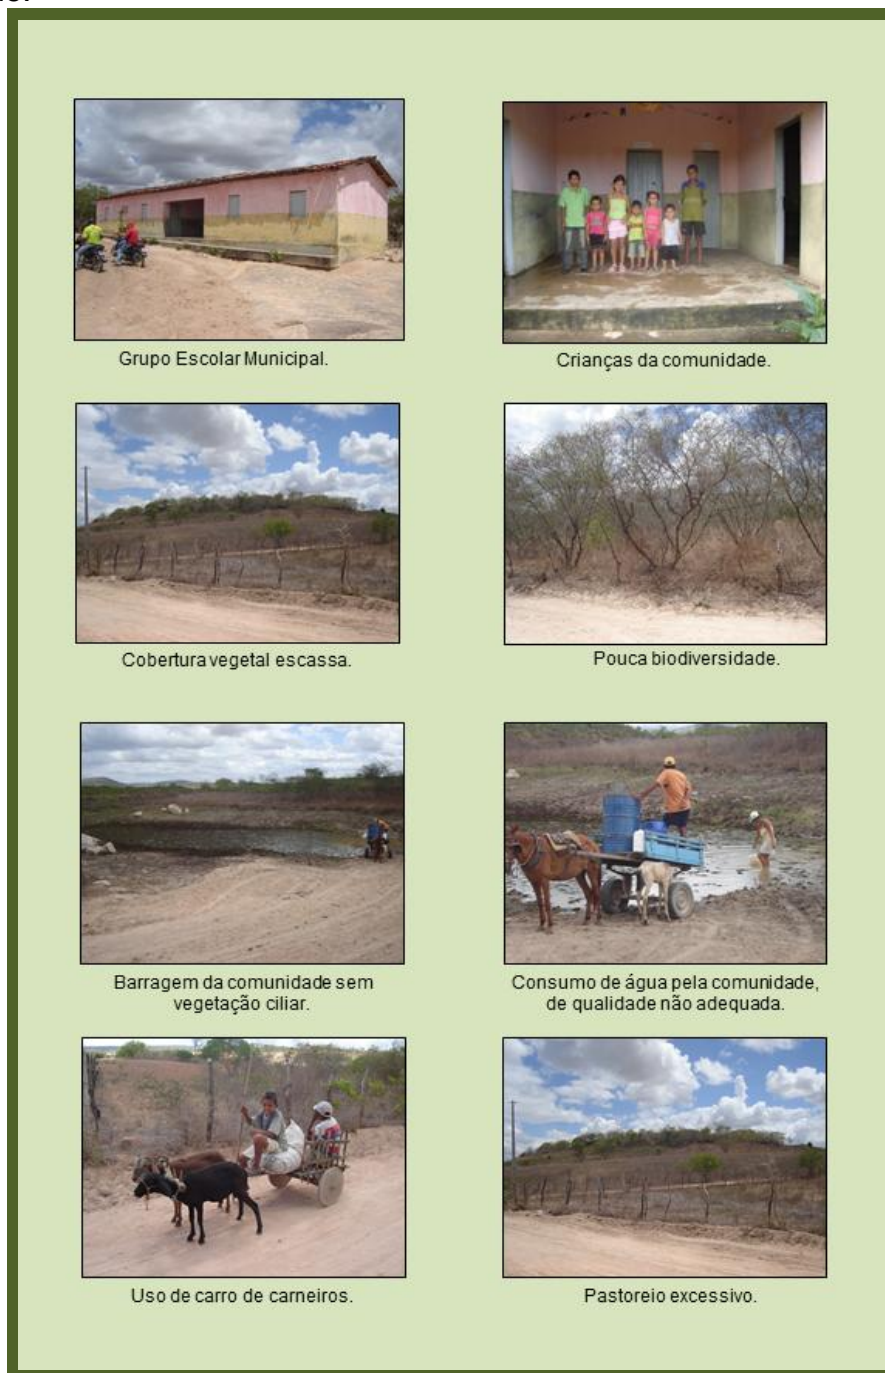 Grupo Escolar Municipal.
Crianças da comunidade.
Cobertura vegetal escassa.
Pouca biodiversidade.
Barragem da comunidade sem
vegetação ciliar.
Consumo de água pela comunidade,
de qualidade não adequada.
Uso de carro de carneiros.
Pastoreio excessivo.